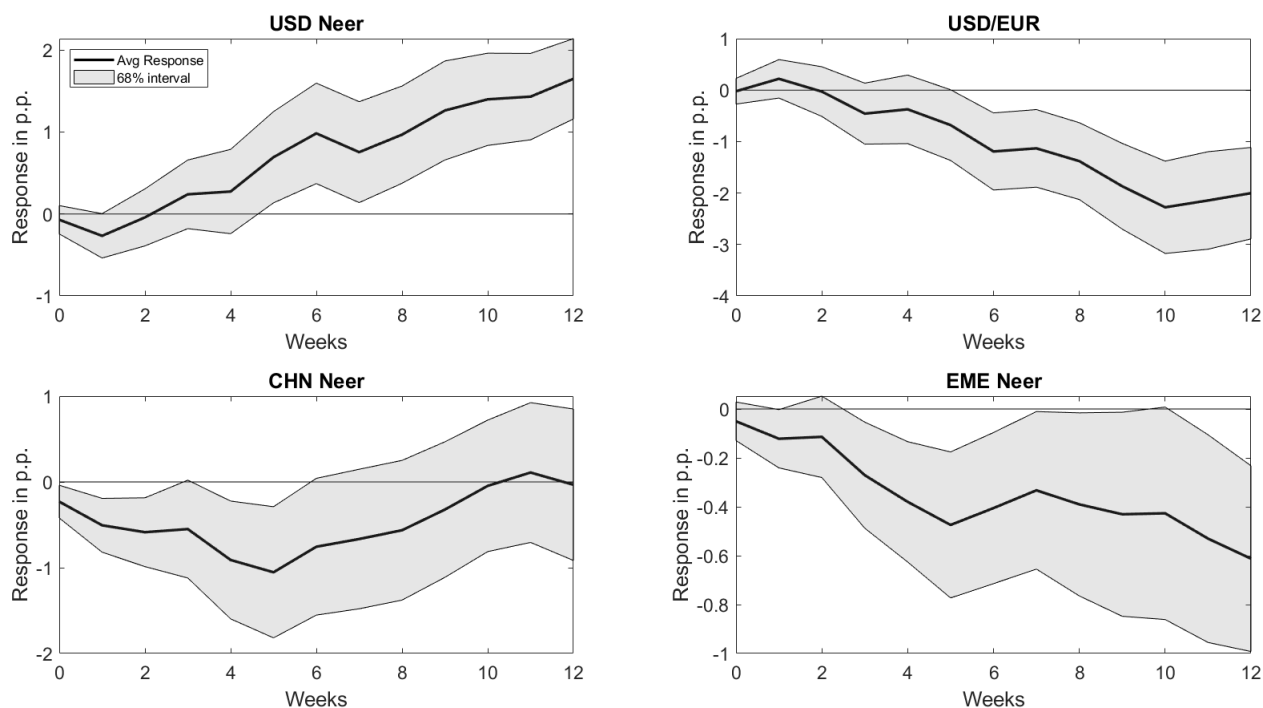 USD Neer
Avg Response
68% interval
2
1
0
-1
Response in p.p.
0 2 4 6 8 10 12
Weeks
USD/EUR
1
0
-1
-2
-3
-4
Response in p.p.
0 2 4 6 8 10 12
Weeks
CHN Neer
1
0
-1
-2
Response in p.p.
0 2 4 6 8 10 12
Weeks
EME Neer
0
-0.2
-0.4
-0.6
-0.8
-1
Response in p.p.
0 2 4 6 8 10 12
Weeks